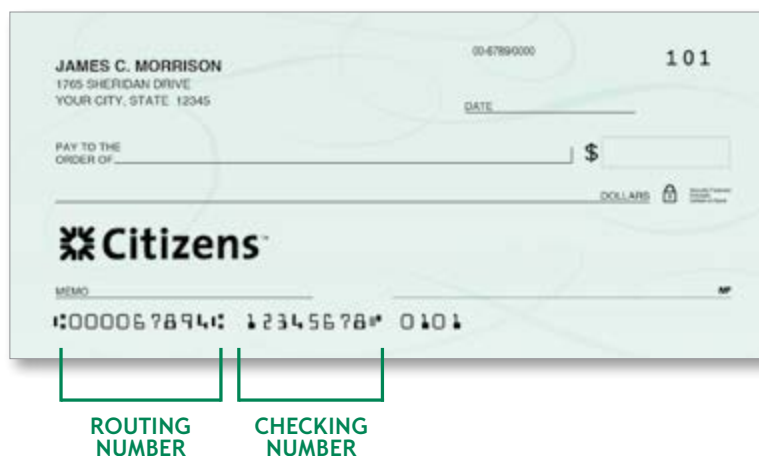 JAMES C. MORRISON
1765 SHERIDAN DRIVE
YOUR CITY, STATE 12345
00-6789/0000
101
DATE
PAY TO THE
ORDER OF
$
DOLLARS
Citizens
MEMO
MP
⑆000067894⑆ 12345678⑈ 0101
ROUTING
NUMBER
CHECKING
NUMBER